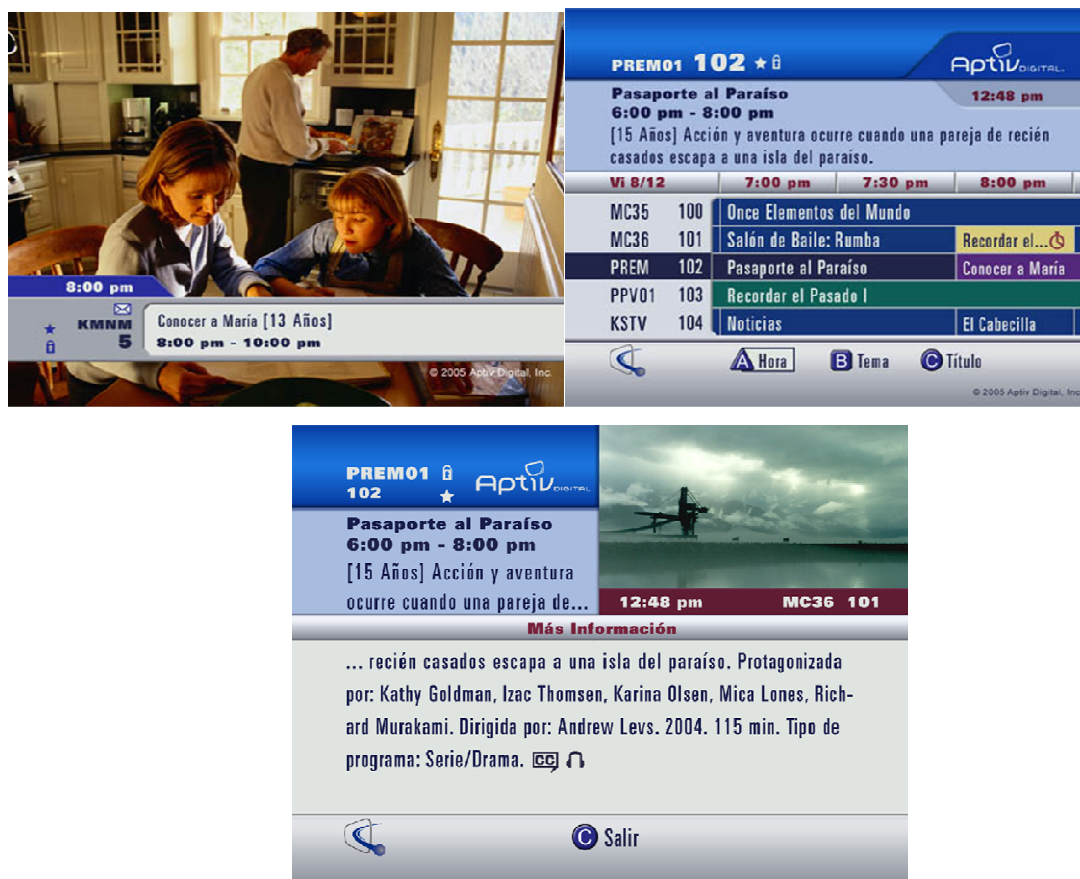 8:00 pm
KMNM
5
Conocer a María [13 Años]
8:00 pm - 10:00 pm
© 2005 Aptiv Digital, Inc.
PREM01 102
Aptiv DIGITAL.
12:48 pm
Pasaporte al Paraíso
6:00 pm - 8:00 pm
[15 Años] Acción y aventura ocurre cuando una pareja de recién
casados escapa a una isla del paraíso.
Vi 8/12 7:00 pm 7:30 pm 8:00 pm
MC35 100 Once Elementos del Mundo
MC36 101 Salón de Baile: Rumba Recordar el...
PREM 102 Pasaporte al Paraíso Conocer a María
PPV01 103 Recordar el Pasado I
KSTV 104 Noticias El Cabecilla
A Hora B Tema C Título
© 2005 Aptiv Digital, Inc
PREM01
102
Aptiv DIGITAL.
Pasaporte al Paraíso
6:00 pm - 8:00 pm
[15 Años] Acción y aventura
ocurre cuando una pareja de...
12:48 pm MC36 101
Más Información
... recién casados escapa a una isla del paraíso. Protagonizada
por: Kathy Goldman, Izac Thomsen, Karina Olsen, Mica Lones, Rich-
ard Murakami. Dirigida por: Andrew Levs. 2004. 115 min. Tipo de
programa: Serie/Drama. CC
C Salir